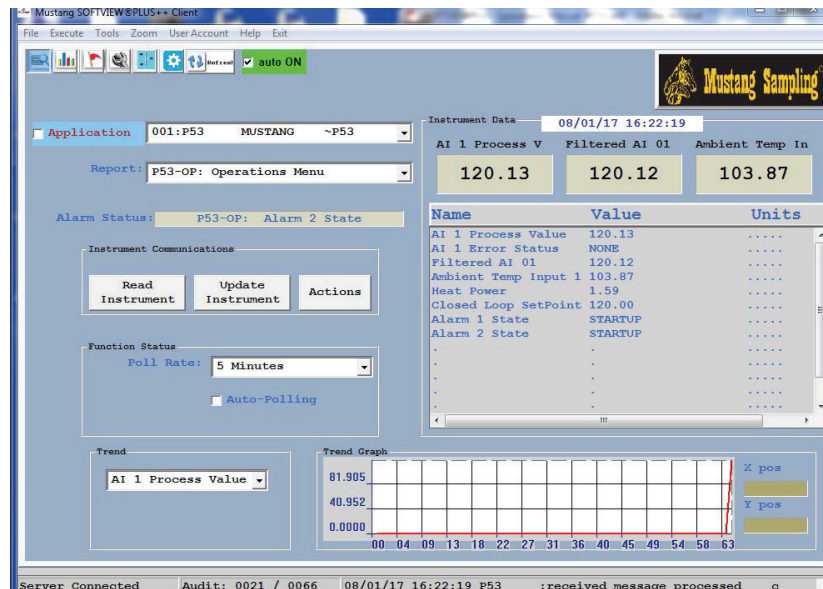 Mustang SOFTVIEW®PLUS++ Client
File Execute Tools Zoom User Account Help Exit
Refresh auto ON
Mustang Sampling
Application 001:P53 MUSTANG ~P53
Report: P53-OP: Operations Menu
Alarm Status: P53-OP: Alarm 2 State
Instrument Communications
Read Instrument
Update Instrument
Actions
Function Status
Poll Rate: 5 Minutes
Auto-Polling
Instrument Data 08/01/17 16:22:19
AI 1 Process V Filtered AI 01 Ambient Temp In
120.13 120.12 103.87
Name Value Units
AI 1 Process Value 120.13 .....
AI 1 Error Status NONE .....
Filtered AI 01 120.12 .....
Ambient Temp Input 1 103.87 .....
Heat Power 1.59 .....
Closed Loop SetPoint 120.00 .....
Alarm 1 State STARTUP .....
Alarm 2 State STARTUP .....
. . .....
. . .....
. . .....
. . .....
Trend
AI 1 Process Value
Trend Graph
81.905
40.952
0.0000
00 04 09 13 18 22 27 31 36 40 45 49 54 58 63
X pos
Y pos
Server Connected Audit: 0021 / 0066 08/01/17 16:22:19 P53 :received message processed c